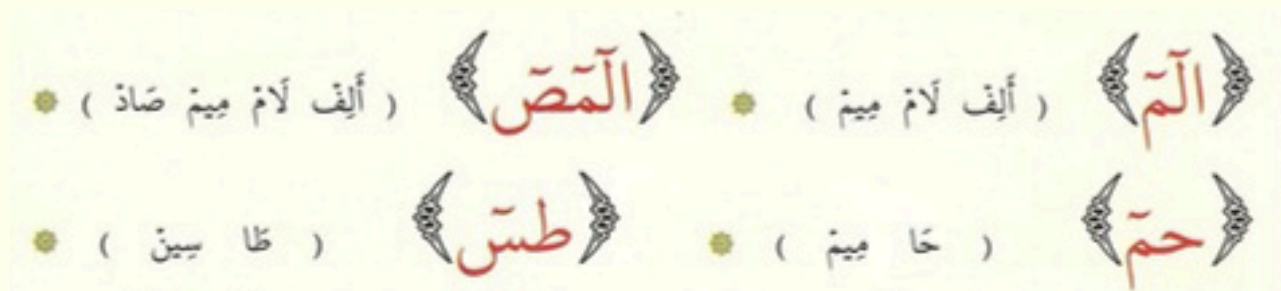 ﴿الٓمٓ﴾ ( أَلِفْ لَامْ مِيمْ ) ۞ ﴿الٓمٓصٓ﴾ ( أَلِفْ لَامْ مِيمْ صَادْ ) ۞
﴿حمٓ﴾ ( حَا مِيمْ ) ۞ ﴿طسٓ﴾ ( طَا سِينْ ) ۞